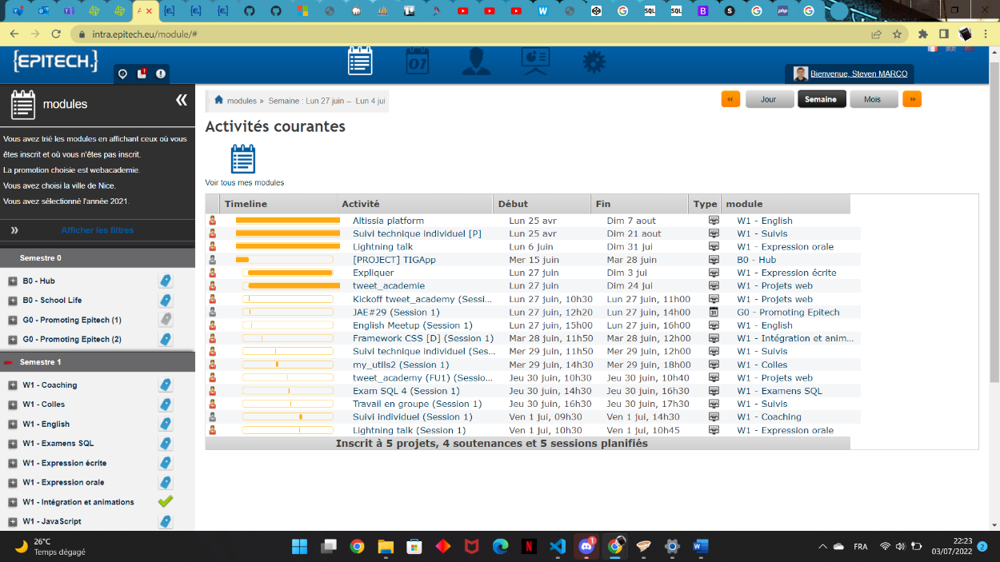 intra.epitech.eu/module/#
{EPITECH.}
Bienvenue, Steven MARCO
modules
Vous avez trié les modules en affichant ceux où vous
êtes inscrit et où vous n'êtes pas inscrit.
La promotion choisie est webacademie.
Vous avez choisi la ville de Nice.
Vous avez sélectionné l'année 2021.
Afficher les filtres
Semestre 0
B0 - Hub
B0 - School Life
G0 - Promoting Epitech (1)
G0 - Promoting Epitech (2)
Semestre 1
W1 - Coaching
W1 - Colles
W1 - English
W1 - Examens SQL
W1 - Expression écrite
W1 - Expression orale
W1 - Intégration et animations
W1 - JavaScript
modules » Semaine : Lun 27 juin – Lun 4 jui
« Jour Semaine Mois »
Activités courantes
Voir tous mes modules
Timeline Activité Début Fin Type module
Altissia platform Lun 25 avr Dim 7 aout W1 - English
Suivi technique individuel [P] Lun 25 avr Dim 21 aout W1 - Suivis
Lightning talk Lun 6 juin Dim 31 jui W1 - Expression orale
[PROJECT] TIGApp Mer 15 juin Mar 28 juin B0 - Hub
Expliquer Lun 27 juin Dim 3 jui W1 - Expression écrite
tweet_academie Lun 27 juin Dim 24 jui W1 - Projets web
Kickoff tweet_academy (Sessi... Lun 27 juin, 10h30 Lun 27 juin, 11h00 W1 - Projets web
JAE#29 (Session 1) Lun 27 juin, 12h20 Lun 27 juin, 14h00 31 G0 - Promoting Epitech
English Meetup (Session 1) Lun 27 juin, 15h00 Lun 27 juin, 16h00 W1 - English
Framework CSS [D] (Session 1) Mar 28 juin, 11h50 Mar 28 juin, 12h00 W1 - Intégration et anim...
Suivi technique individuel (Ses... Mer 29 juin, 11h50 Mer 29 juin, 12h00 W1 - Suivis
my_utils2 (Session 1) Mer 29 juin, 14h30 Mer 29 juin, 18h00 W1 - Colles
tweet_academy (FU1) (Sessio... Jeu 30 juin, 10h30 Jeu 30 juin, 10h40 W1 - Projets web
Exam SQL 4 (Session 1) Jeu 30 juin, 14h30 Jeu 30 juin, 16h30 W1 - Examens SQL
Travail en groupe (Session 1) Jeu 30 juin, 16h30 Jeu 30 juin, 17h30 W1 - Suivis
Suivi individuel (Session 1) Ven 1 jui, 09h30 Ven 1 jui, 14h30 W1 - Coaching
Lightning talk (Session 1) Ven 1 jui, 10h30 Ven 1 jui, 10h45 W1 - Expression orale
Inscrit à 5 projets, 4 soutenances et 5 sessions planifiés
26°C
Temps dégagé
FRA
22:23
03/07/2022
2